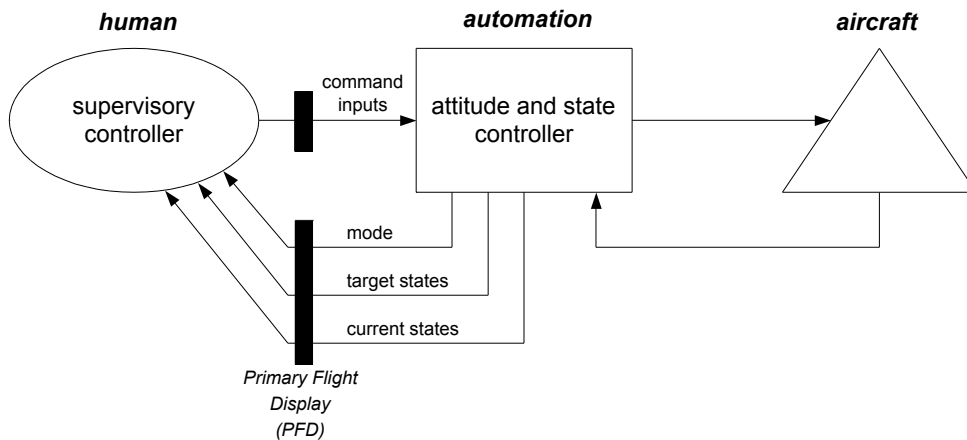 human
automation
aircraft
supervisory
controller
command
inputs
attitude and state
controller
mode
target states
current states
Primary Flight
Display
(PFD)